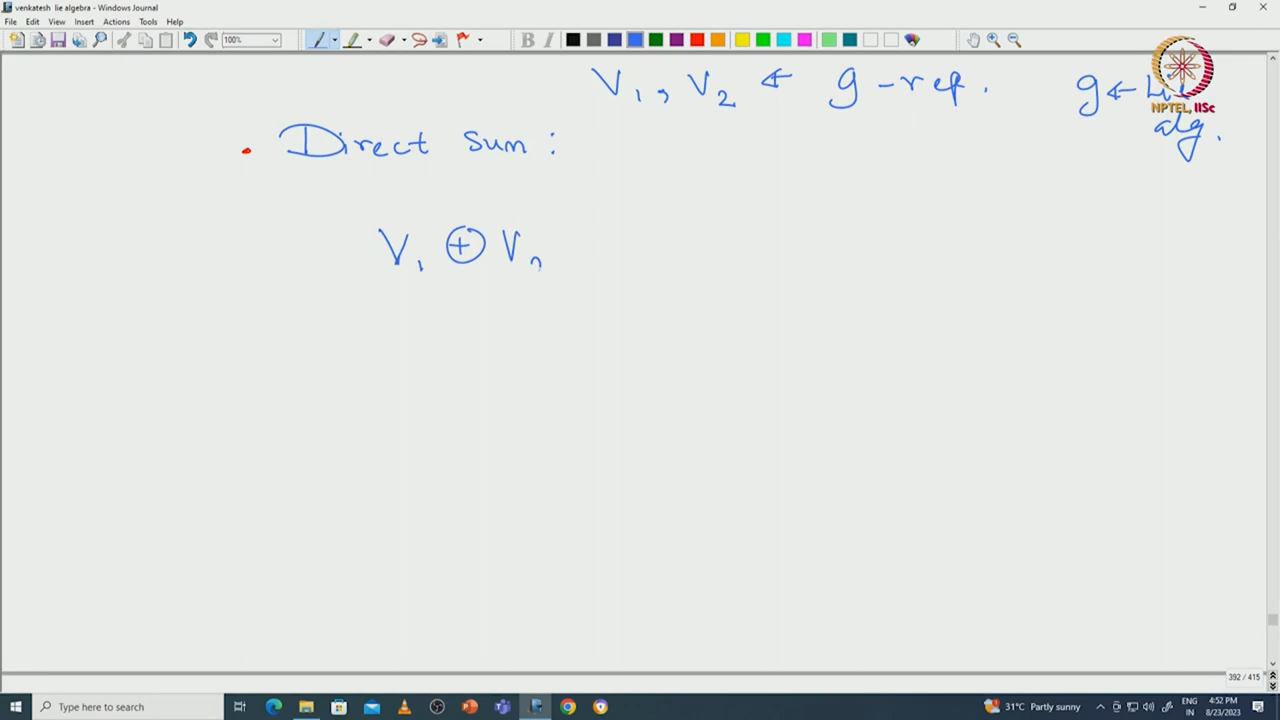 venkatesh lie algebra - Windows Journal
File Edit View Insert Actions Tools Help
100%
V₁, V₂ ← g-rep. g ←
NPTEL, IISc
alg.
• Direct Sum :
V₁ ⊕ V
392 / 415
Type here to search
31°C Partly sunny
ENG
IN
4:52 PM
8/23/2023